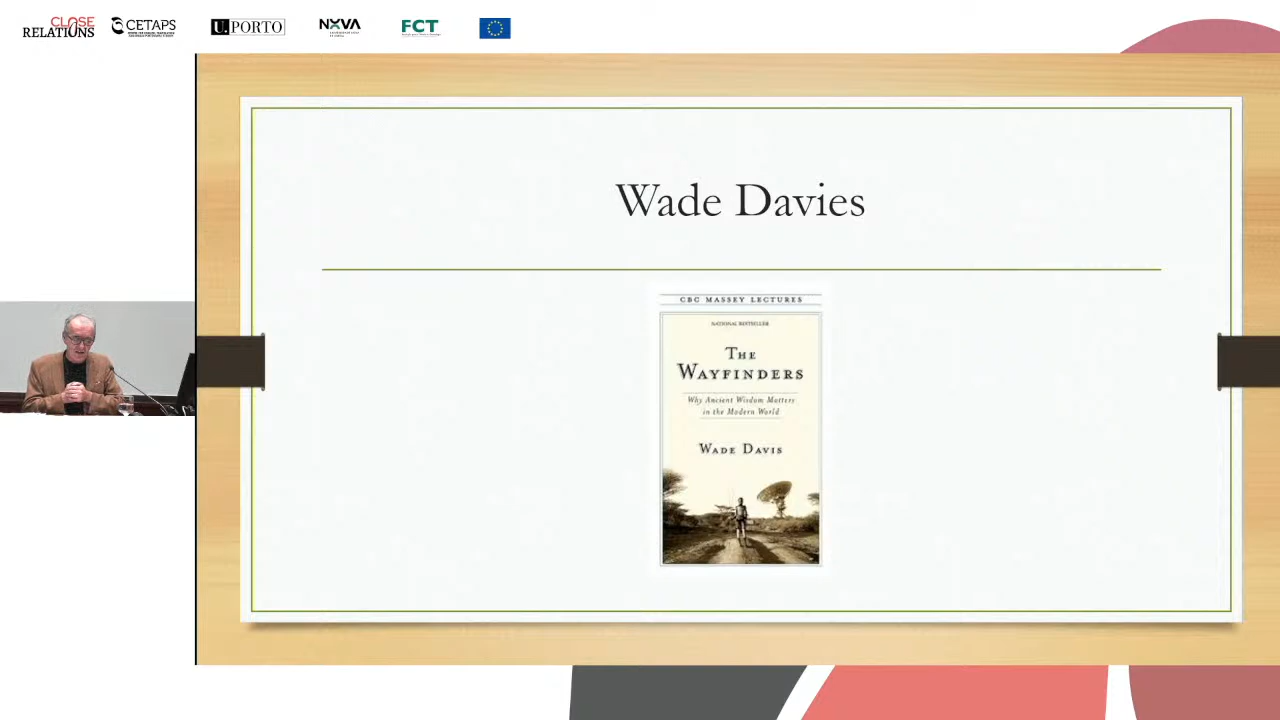 CLOSE
RELATIONS
CETAPS
U.PORTO
NOVA
FCT
Wade Davies
CBC MASSEY LECTURES
NATIONAL BESTSELLER
THE
WAYFINDERS
Why Ancient Wisdom Matters
in the Modern World
WADE DAVIS